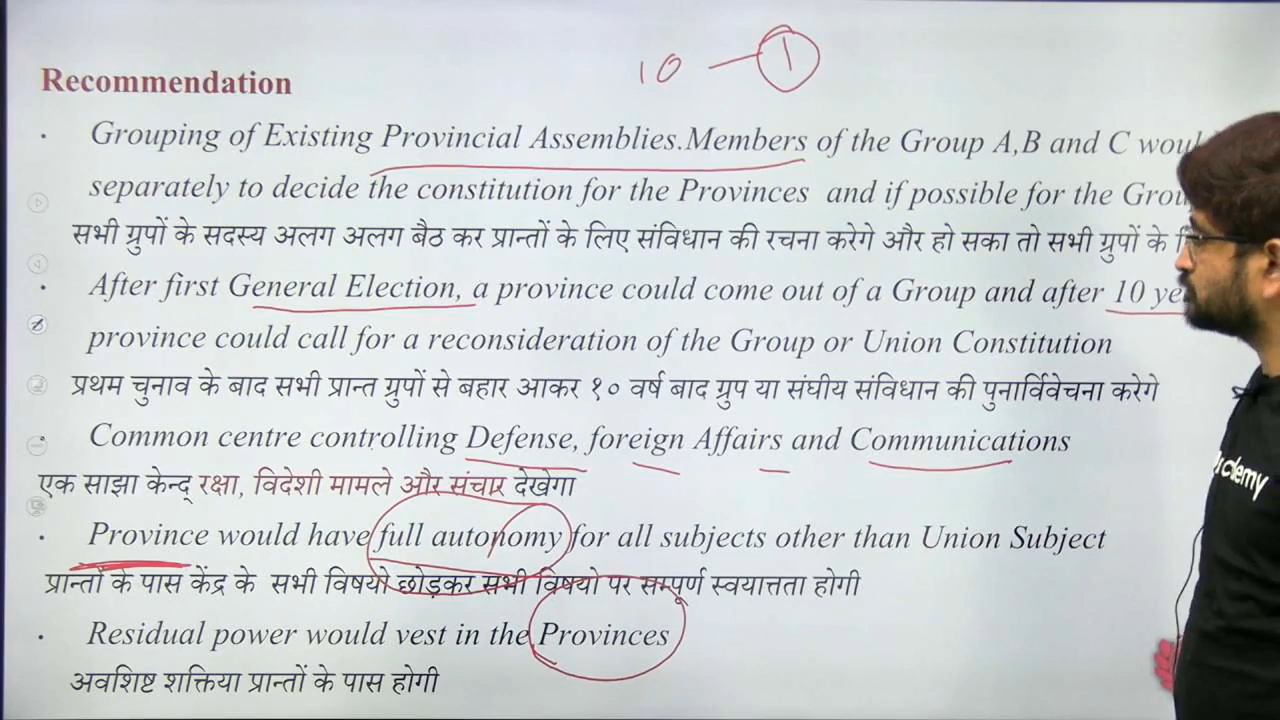 10 — 1
Recommendation
• Grouping of Existing Provincial Assemblies.Members of the Group A,B and C
separately to decide the constitution for the Provinces and if possible for the
सभी ग्रुपों के सदस्य अलग अलग बैठ कर प्रान्तों के लिए संविधान की रचना करेगे और हो सका तो सभी ग्रुपों के
• After first General Election, a province could come out of a Group and after 10
province could call for a reconsideration of the Group or Union Constitution
प्रथम चुनाव के बाद सभी प्रान्त ग्रुपों से बहार आकर १० वर्ष बाद ग्रुप या संघीय संविधान की पुनार्विवेचना करेगे
• Common centre controlling Defense, foreign Affairs and Communications
एक साझा केन्द् रक्षा, विदेशी मामले और संचार देखेगा
• Province would have full autonomy for all subjects other than Union Subject
प्रान्तों के पास केंद्र के सभी विषयो छोड़कर सभी विषयो पर सम्पूर्ण स्वयात्तता होगी
• Residual power would vest in the Provinces
अवशिष्ट शक्तिया प्रान्तों के पास होगी